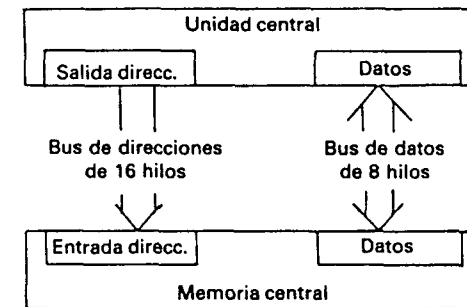 Unidad central
Salida direcc.
Datos
Bus de direcciones
de 16 hilos
Bus de datos
de 8 hilos
Entrada direcc.
Datos
Memoria central